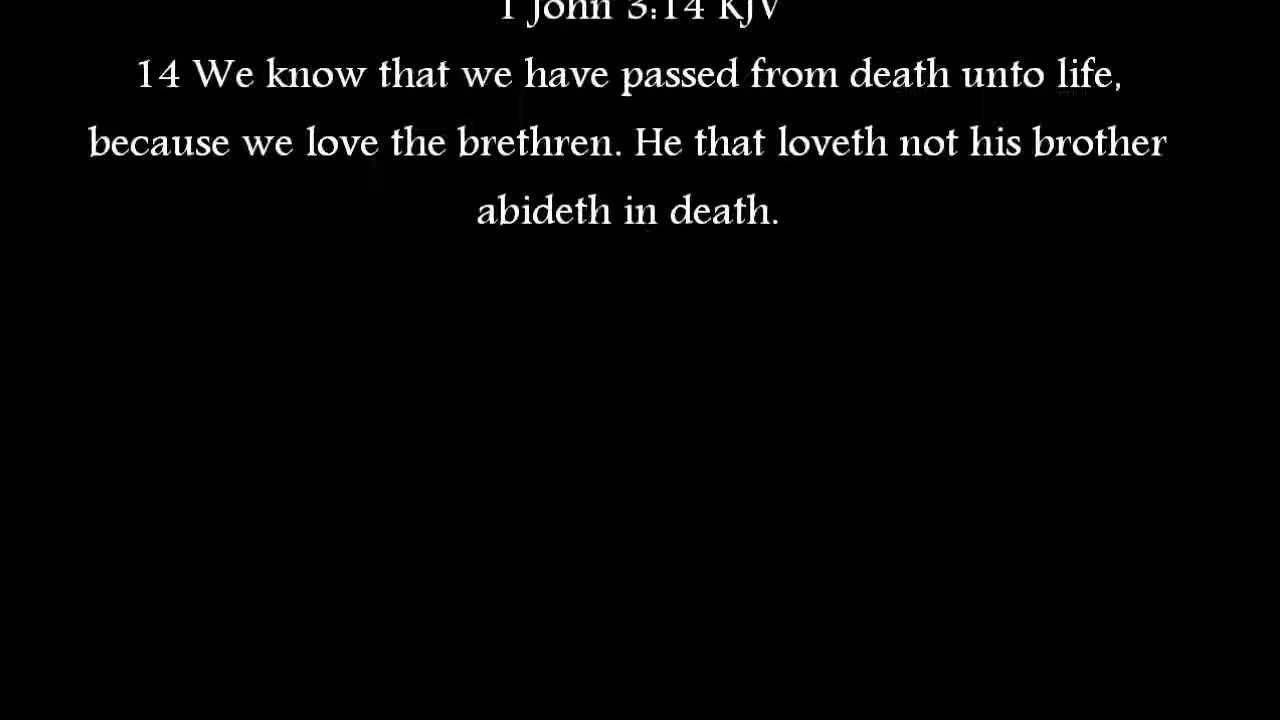 1 John 3:14 KJV
14 We know that we have passed from death unto life,
because we love the brethren. He that loveth not his brother
abideth in death.